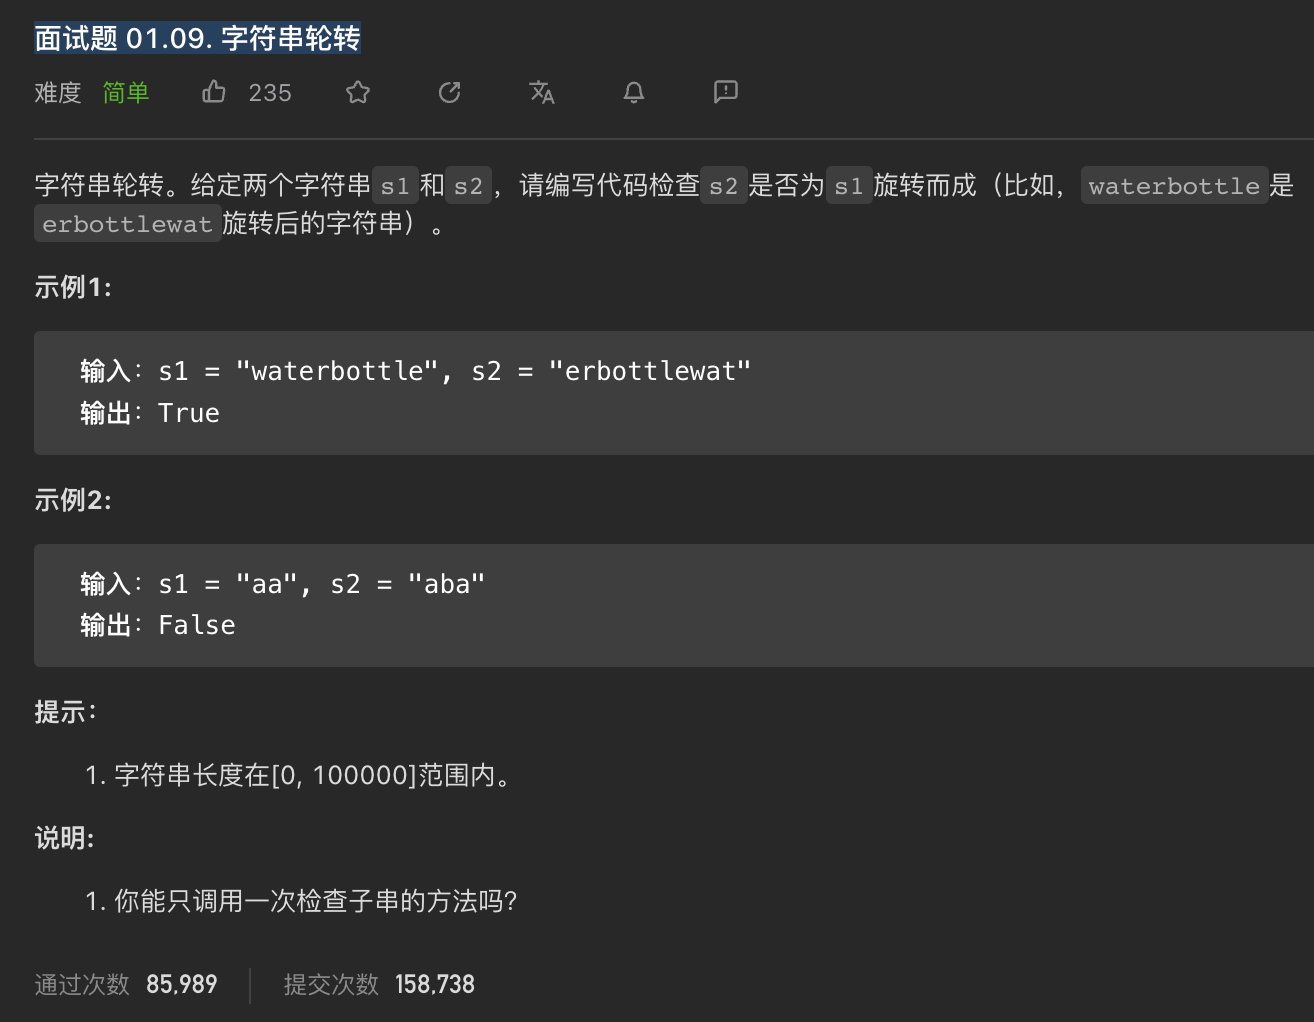 面试题 01.09. 字符串轮转
难度 简单 235
字符串轮转。给定两个字符串s1和s2，请编写代码检查s2是否为s1旋转而成（比如，waterbottle是
erbottlewat旋转后的字符串）。
示例1:
输入：s1 = "waterbottle", s2 = "erbottlewat"
输出：True
示例2:
输入：s1 = "aa", s2 = "aba"
输出：False
提示：
1. 字符串长度在[0, 100000]范围内。
说明:
1. 你能只调用一次检查子串的方法吗?
通过次数 85,989 提交次数 158,738